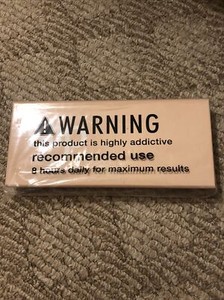 ⚠WARNING
this product is highly addictive
recommended use
8 hours daily for maximum results